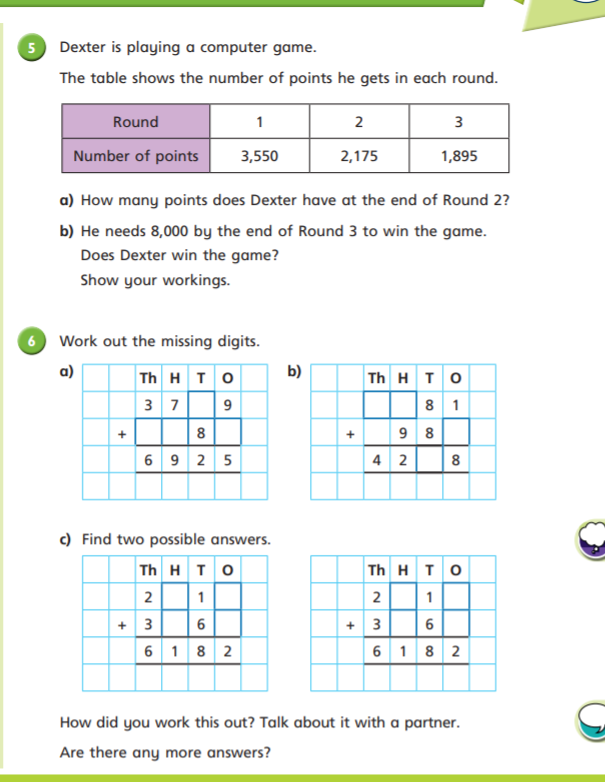 5 Dexter is playing a computer game.
The table shows the number of points he gets in each round.
Round 1 2 3
Number of points 3,550 2,175 1,895
a) How many points does Dexter have at the end of Round 2?
b) He needs 8,000 by the end of Round 3 to win the game.
Does Dexter win the game?
Show your workings.
6 Work out the missing digits.
a)
Th H T O
3 7 9
+ 8
6 9 2 5
b)
Th H T O
8 1
+ 9 8
4 2 8
c) Find two possible answers.
Th H T O
2 1
+ 3 6
6 1 8 2
Th H T O
2 1
+ 3 6
6 1 8 2
How did you work this out? Talk about it with a partner.
Are there any more answers?